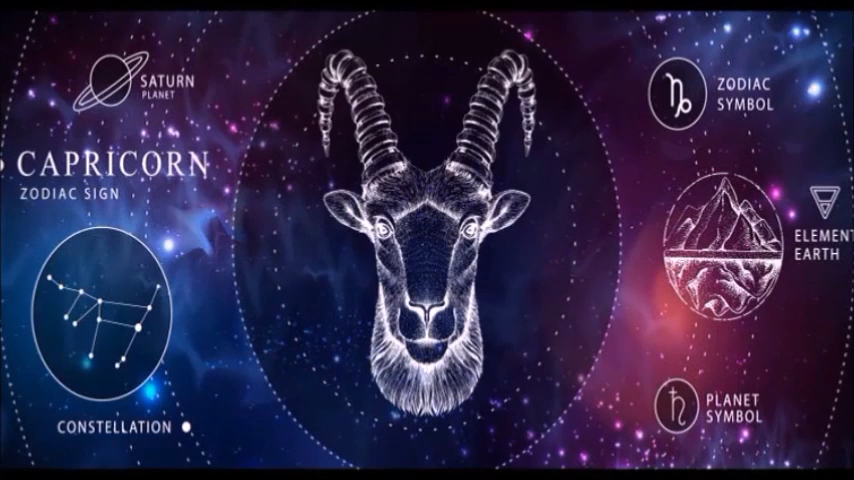 SATURN
PLANET
CAPRICORN
ZODIAC SIGN
CONSTELLATION
ZODIAC
SYMBOL
ELEMENT
EARTH
PLANET
SYMBOL